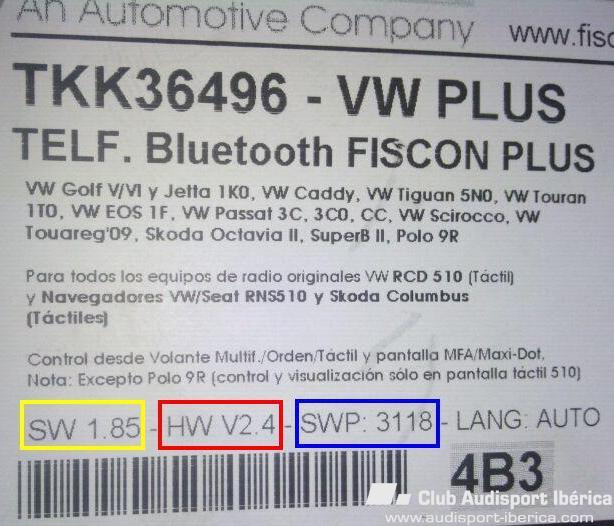 An Automotive Company www.fisc
TKK36496 - VW PLUS
TELF. Bluetooth FISCON PLUS
VW Golf V/VI y Jetta 1K0, VW Caddy, VW Tiguan 5N0, VW Touran
1T0, VW EOS 1F, VW Passat 3C, 3C0, CC, VW Scirocco, VW
Touareg'09, Skoda Octavia II, SuperB II, Polo 9R
Para todos los equipos de radio originales VW RCD 510 (Táctil)
y Navegadores VW/Seat RNS510 y Skoda Columbus
(Táctiles)
Control desde Volante Multif./Orden/Táctil y pantalla MFA/Maxi-Dot,
Nota: Excepto Polo 9R (control y visualización sólo en pantalla táctil 510)
SW 1.85 - HW V2.4 - SWP: 3118 - LANG: AUTO
4B3
Club Audisport Ibérica
www.audisport-iberica.com